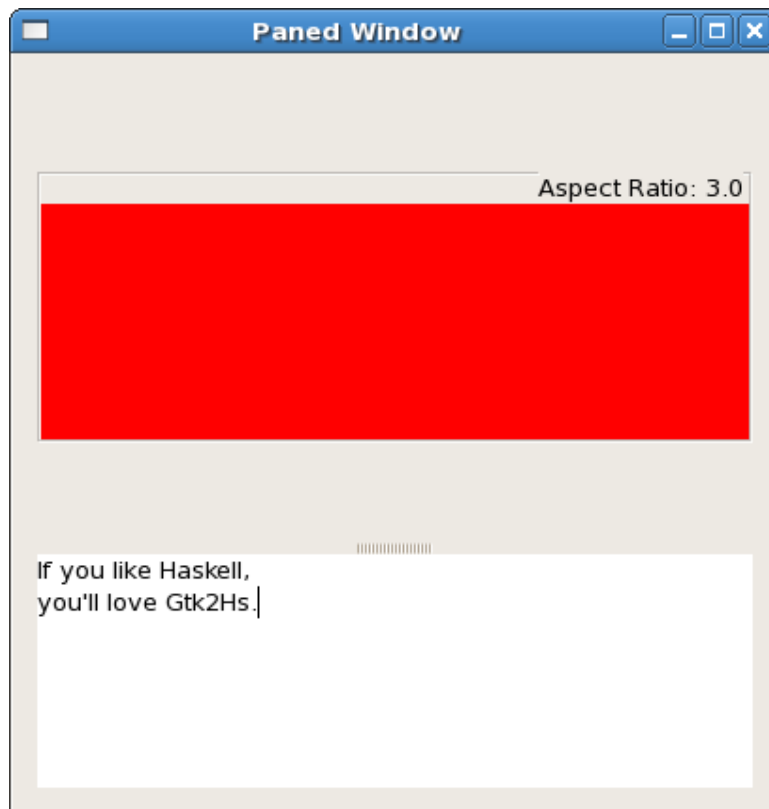 Paned Window
Aspect Ratio: 3.0
If you like Haskell,
you'll love Gtk2Hs.